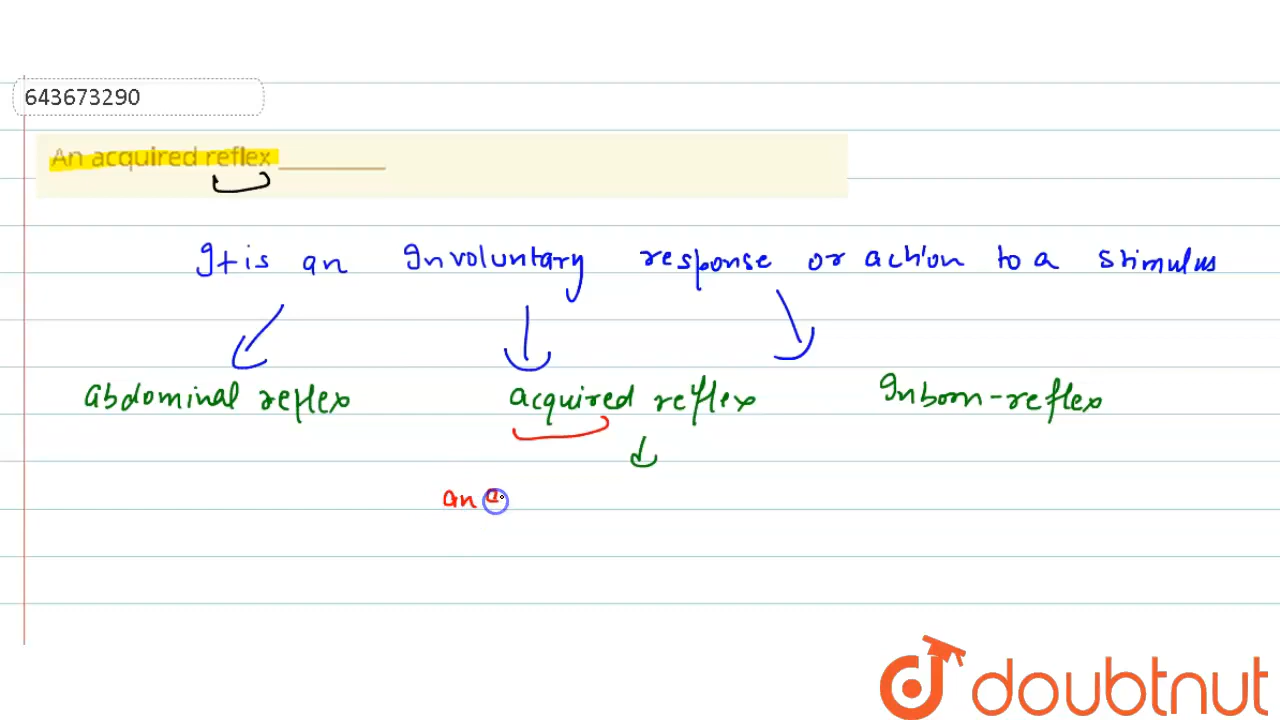 643673290
An acquired reflex __________
It is an Involuntary response or action to a stimulus
abdominal reflex acquired reflex Inborn-reflex
an a
doubtnut